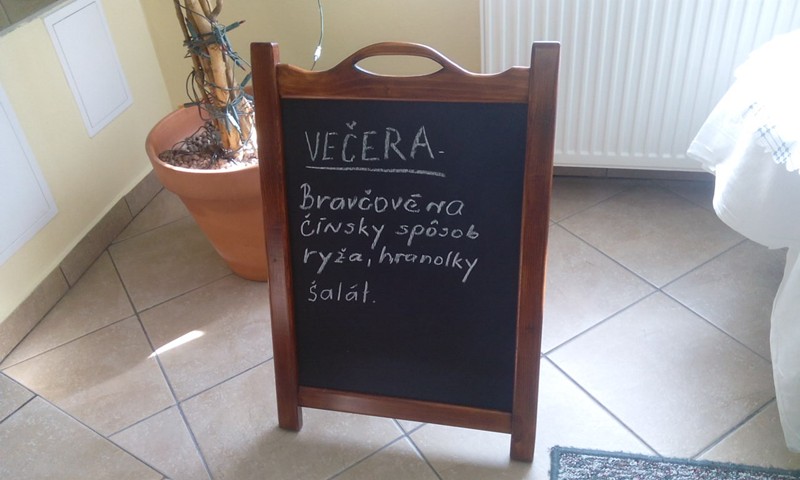 VEČERA-
Bravčové na
čínsky spôsob
ryža, hranolky
šalát.